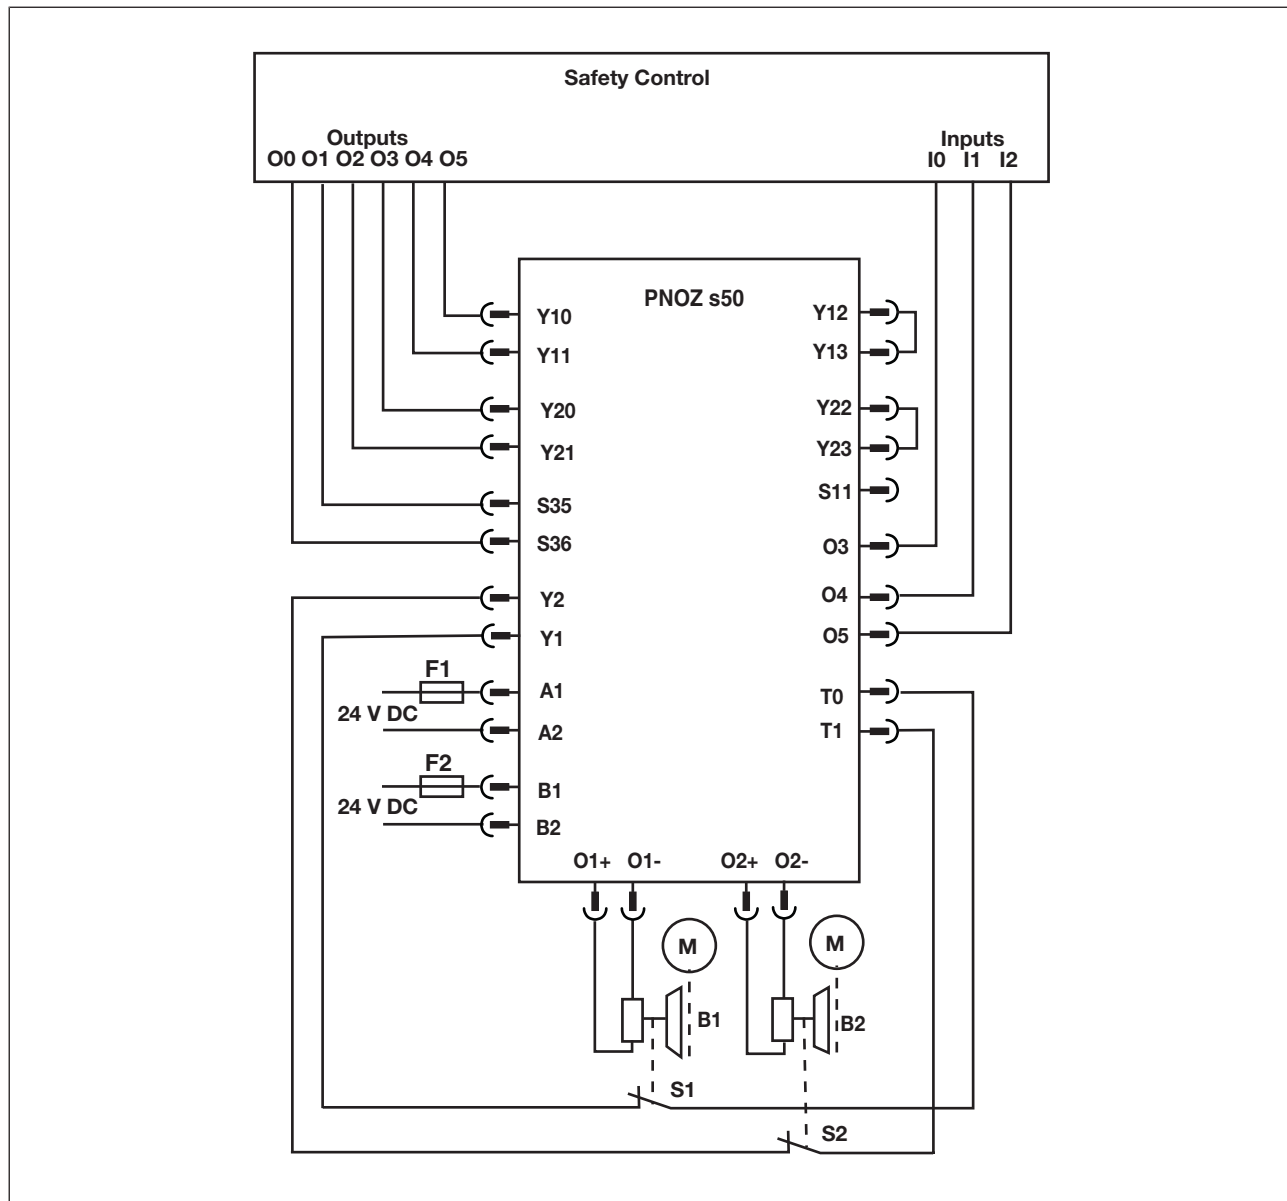 Safety Control
Outputs
Inputs
O0 O1 O2 O3 O4 O5
I0 I1 I2
PNOZ s50
Y10
Y12
Y11
Y13
Y20
Y22
Y21
Y23
S11
S35
S36
O3
Y2
O4
Y1
O5
F1
A1
T0
24 V DC
A2
T1
F2
B1
24 V DC
B2
O1+ O1- O2+ O2-
M
M
B1
B2
S1
S2